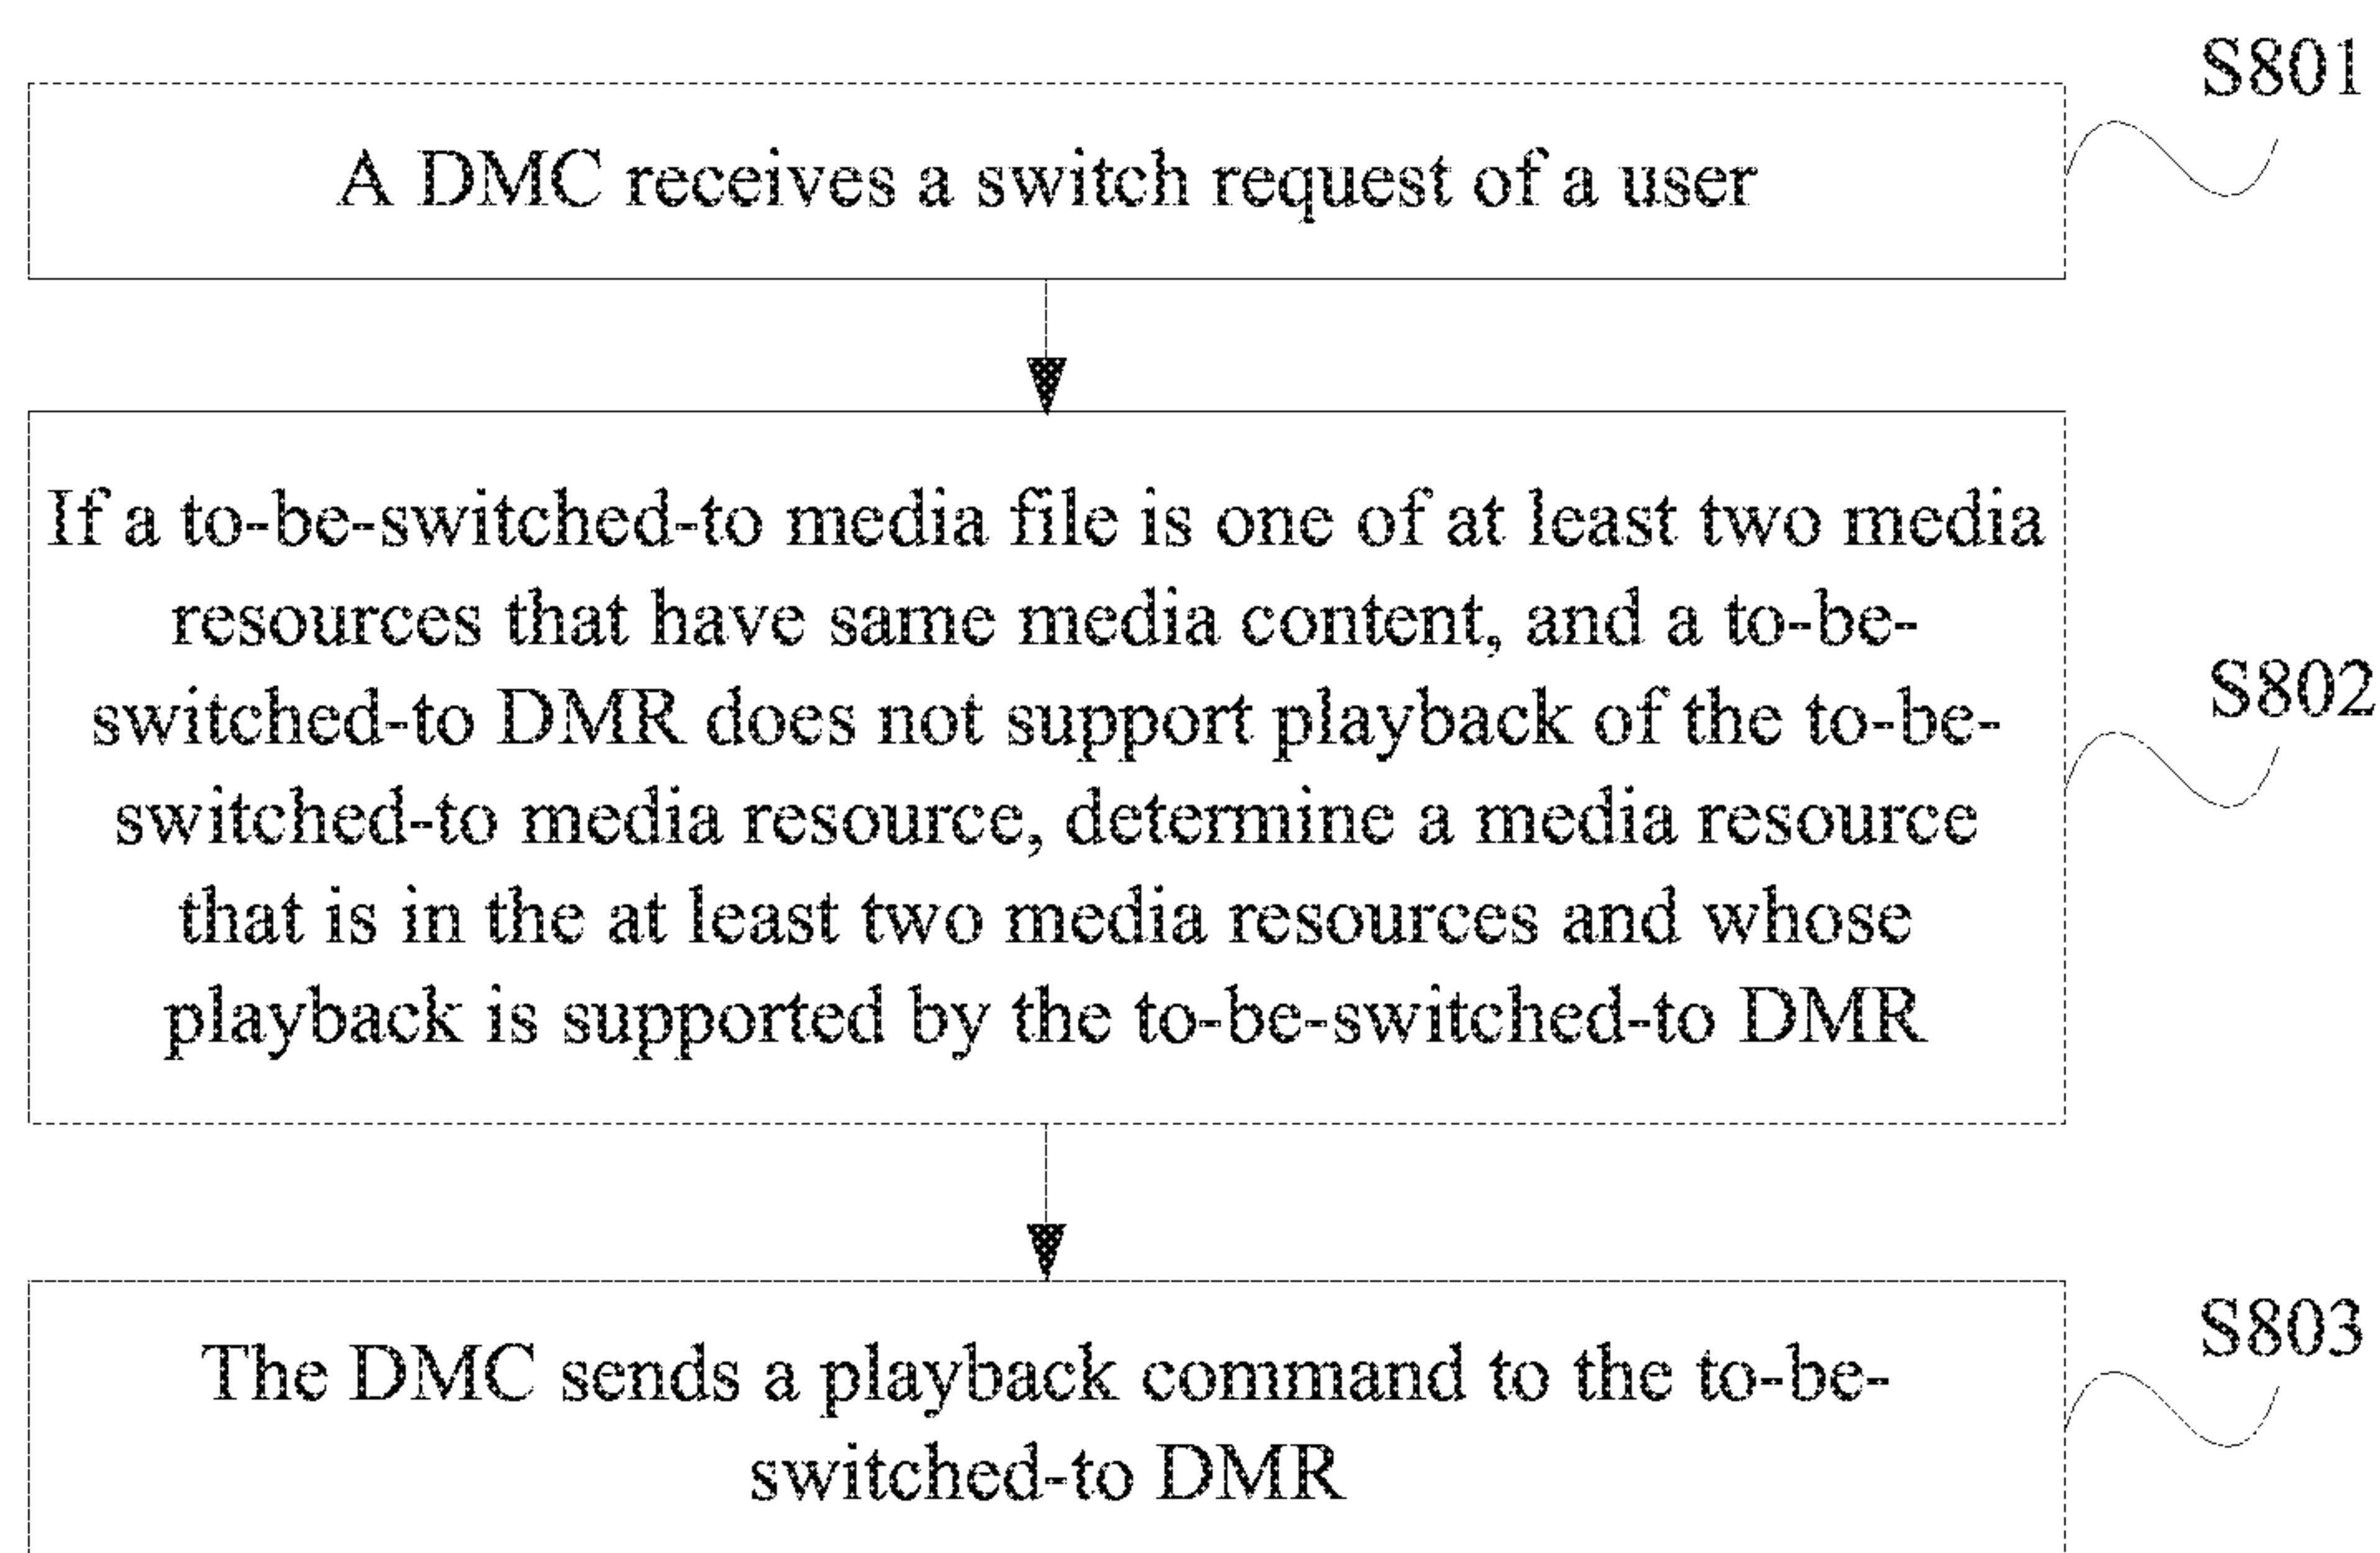 S801
A DMC receives a switch request of a user
If a to-be-switched-to media file is one of at least two media
resources that have same media content, and a to-be-
switched-to DMR does not support playback of the to-be-
switched-to media resource, determine a media resource
that is in the at least two media resources and whose
playback is supported by the to-be-switched-to DMR
S802
The DMC sends a playback command to the to-be-
switched-to DMR
S803